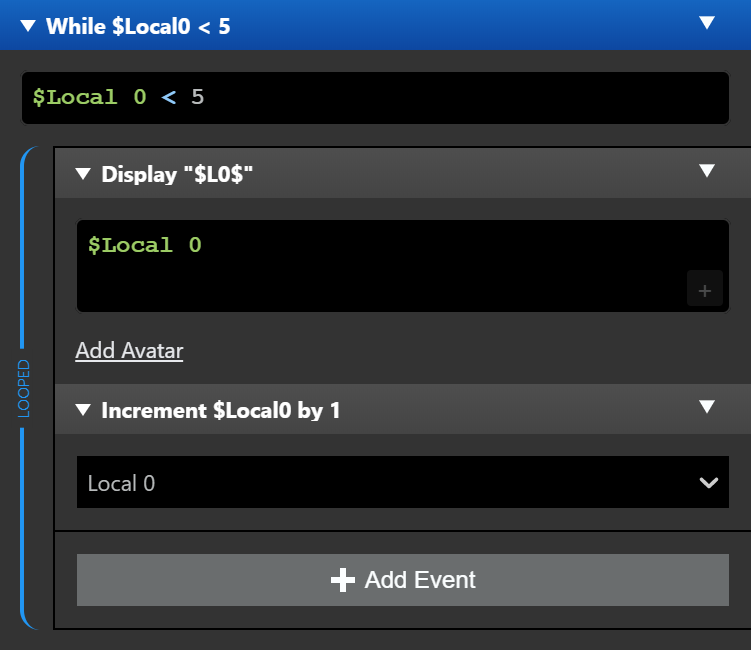 While $Local0 < 5
$Local 0 < 5
Display "$L0$"
$Local 0
+
Add Avatar
LOOPED
Increment $Local0 by 1
Local 0
Add Event